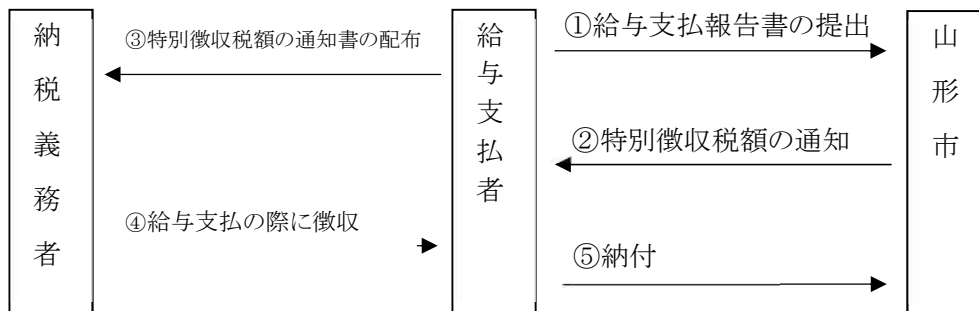 納税義務者
③特別徴収税額の通知書の配布
④給与支払の際に徴収
給与支払者
①給与支払報告書の提出
②特別徴収税額の通知
⑤納付
山形市